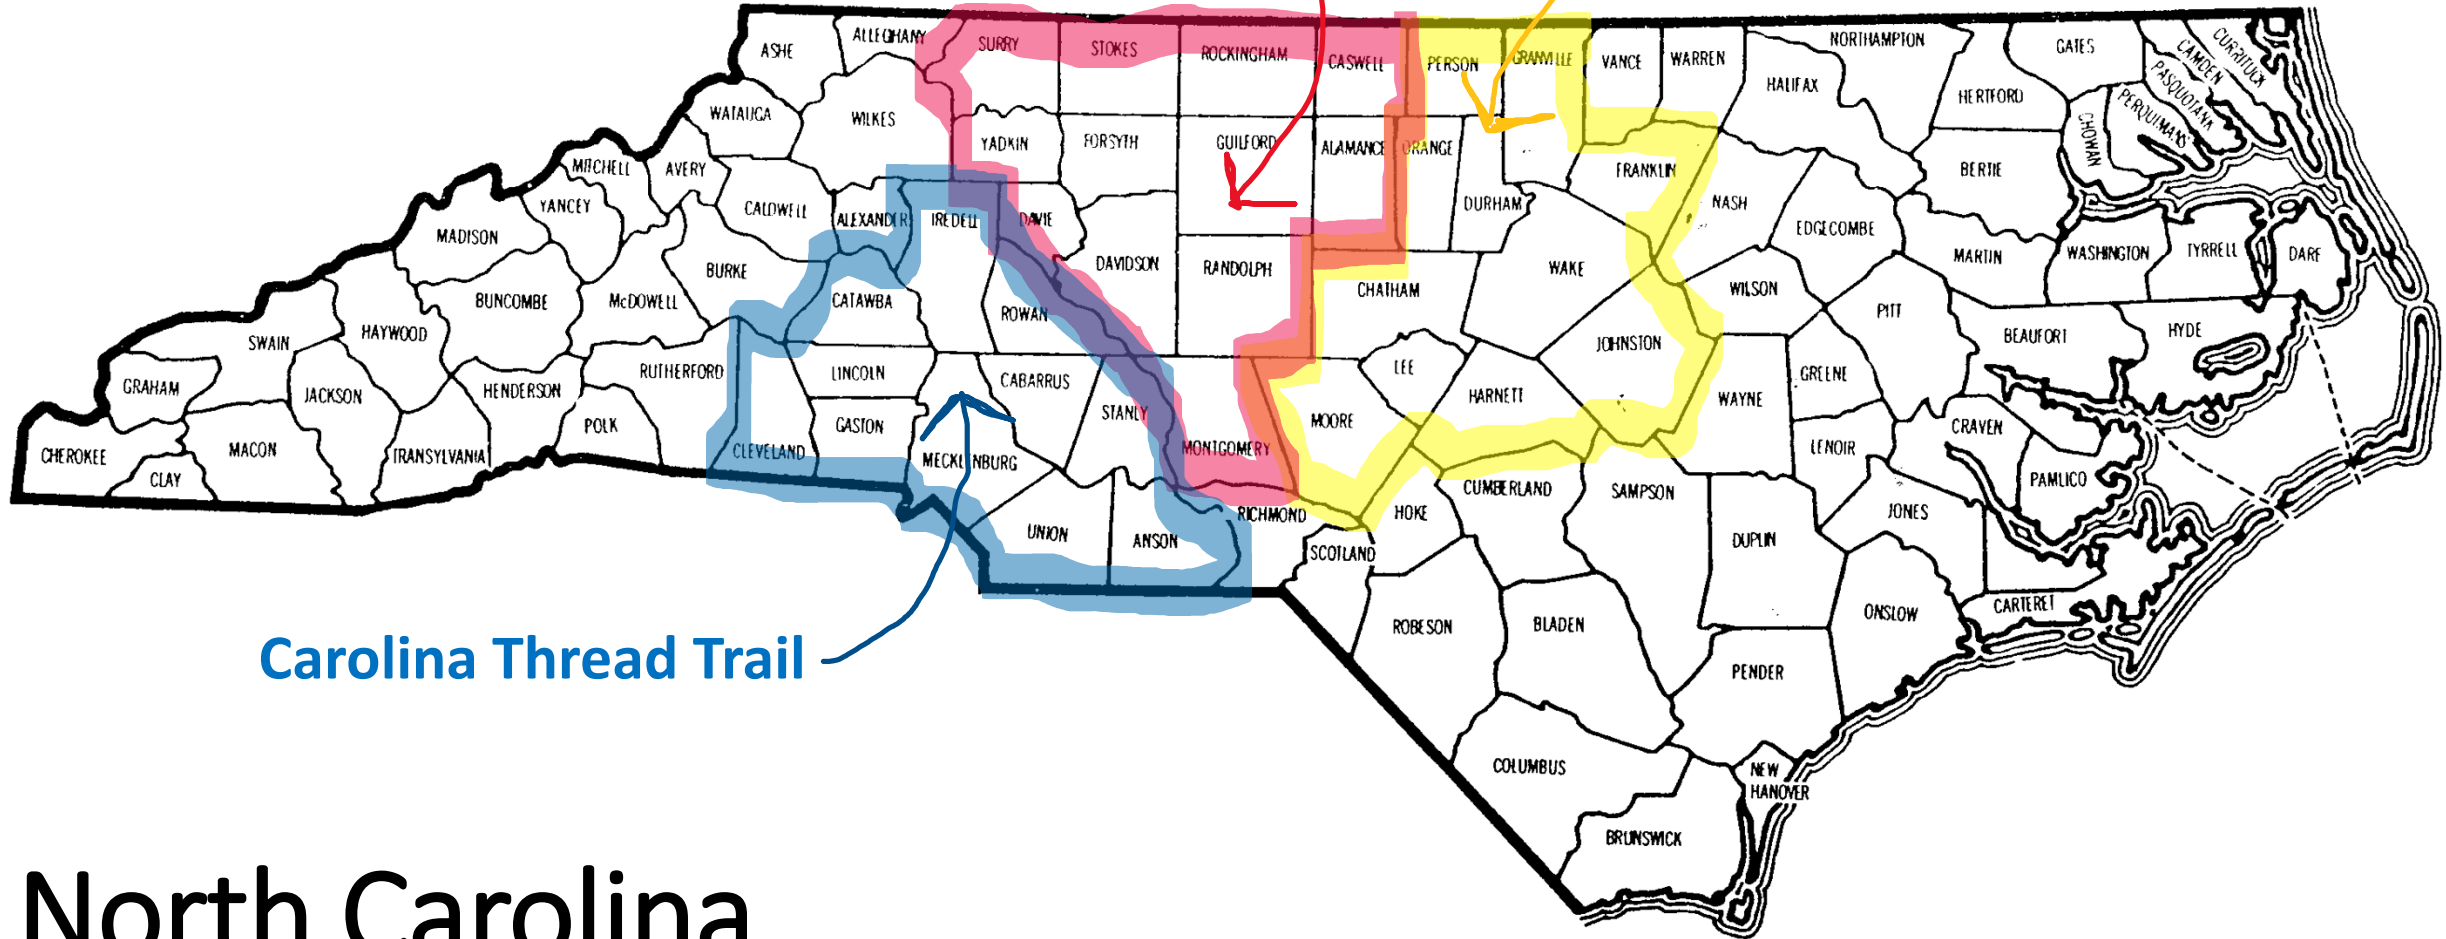 ASHE
ALLEGHANY
SURRY
STOKES
ROCKINGHAM
CASWELL
PERSON
GRANVILLE
VANCE
WARREN
NORTHAMPTON
GATES
CURRITUCK
CAMDEN
PASQUOTANK
PERQUIMANS
CHOWAN
HALIFAX
HERTFORD
WATAUGA
WILKES
YADKIN
FORSYTH
GUILFORD
ALAMANCE
ORANGE
DURHAM
FRANKLIN
NASH
BERTIE
MITCHELL
AVERY
YANCEY
CALDWELL
ALEXANDER
IREDELL
DAVIE
EDGECOMBE
MADISON
BURKE
DAVIDSON
RANDOLPH
WAKE
MARTIN
WASHINGTON
TYRRELL
DARE
BUNCOMBE
McDOWELL
CATAWBA
ROWAN
CHATHAM
WILSON
PITT
SWAIN
HAYWOOD
BEAUFORT
HYDE
JOHNSTON
GRAHAM
JACKSON
HENDERSON
RUTHERFORD
LINCOLN
CABARRUS
LEE
HARNETT
WAYNE
GREENE
POLK
GASTON
STANLY
MOORE
CRAVEN
CHEROKEE
CLAY
MACON
TRANSYLVANIA
CLEVELAND
MECKLENBURG
MONTGOMERY
LENOIR
PAMLICO
CUMBERLAND
SAMPSON
RICHMOND
HOKE
JONES
UNION
ANSON
SCOTLAND
DUPLIN
CARTERET
ONSLOW
ROBESON
BLADEN
Carolina Thread Trail
PENDER
COLUMBUS
NEW
HANOVER
BRUNSWICK
North Carolina